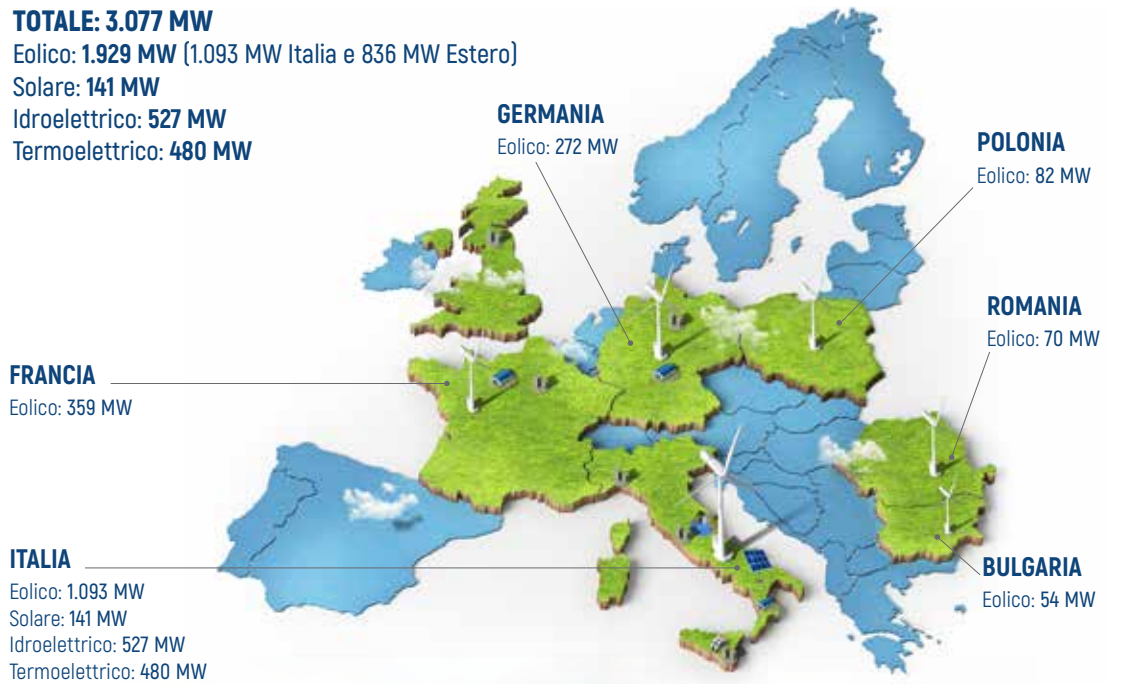 TOTALE: 3.077 MW
Eolico: 1.929 MW (1.093 MW Italia e 836 MW Estero)
Solare: 141 MW
Idroelettrico: 527 MW
Termoelettrico: 480 MW
GERMANIA
Eolico: 272 MW
POLONIA
Eolico: 82 MW
ROMANIA
Eolico: 70 MW
FRANCIA
Eolico: 359 MW
ITALIA
Eolico: 1.093 MW
Solare: 141 MW
Idroelettrico: 527 MW
Termoelettrico: 480 MW
BULGARIA
Eolico: 54 MW